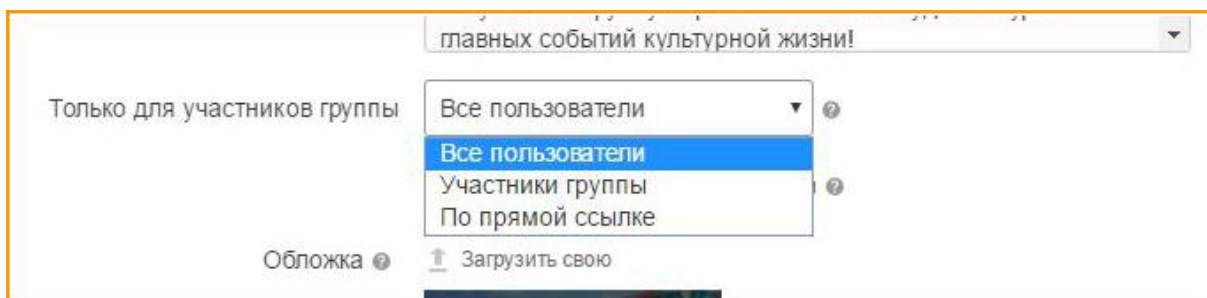 главных событий культурной жизни!
Только для участников группы
Все пользователи
Все пользователи
Участники группы
По прямой ссылке
Обложка
Загрузить свою